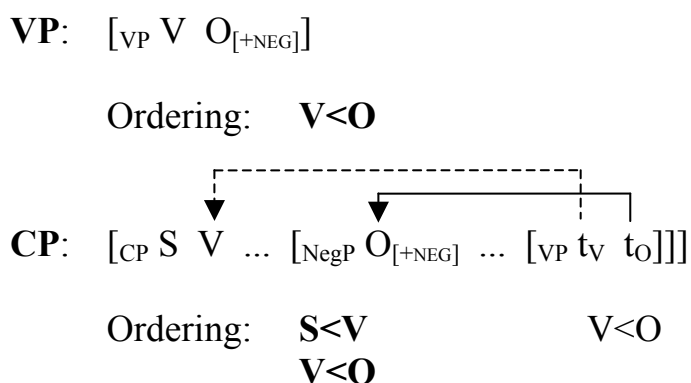 VP: [VP V O[+NEG]]
Ordering: V<O
CP: [CP S V ... [NegP O[+NEG] ... [VP tV tO]]]
Ordering: S<V V<O
V<O